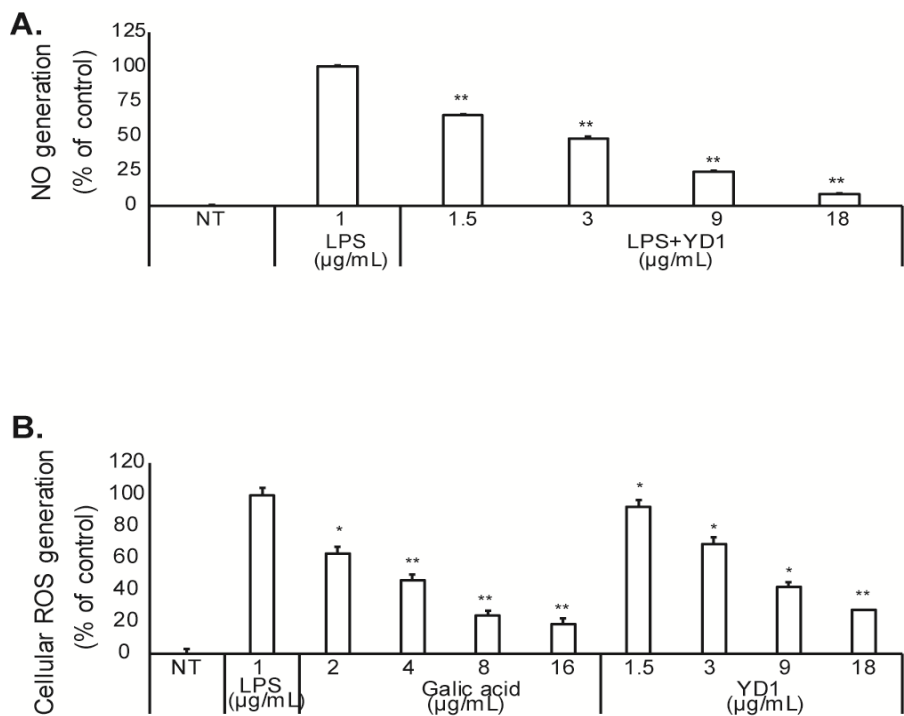 A.
NO generation
(% of control)
125
100
75
50
25
0
**
**
**
**
NT
1
1.5
3
9
18
LPS
(µg/mL)
LPS+YD1
(µg/mL)
B.
Cellular ROS generation
(% of control)
120
100
80
60
40
20
0
*
**
**
**
*
*
*
**
NT
1
2
4
8
16
1.5
3
9
18
LPS
(µg/mL)
Galic acid
(µg/mL)
YD1
(µg/mL)